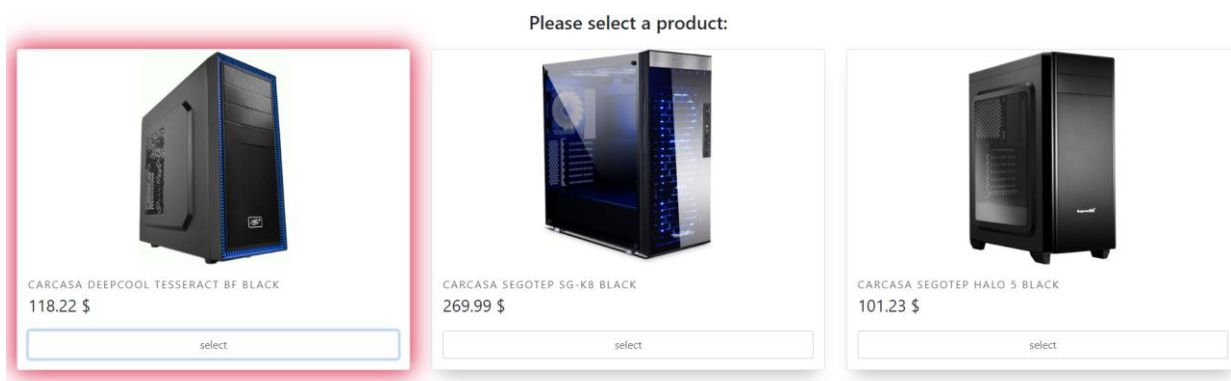 Please select a product:
CARCASA DEEPCOOL TESSERACT BF BLACK
118.22 $
select
CARCASA SEGOTEP SG-K8 BLACK
269.99 $
select
CARCASA SEGOTEP HALO 5 BLACK
101.23 $
select